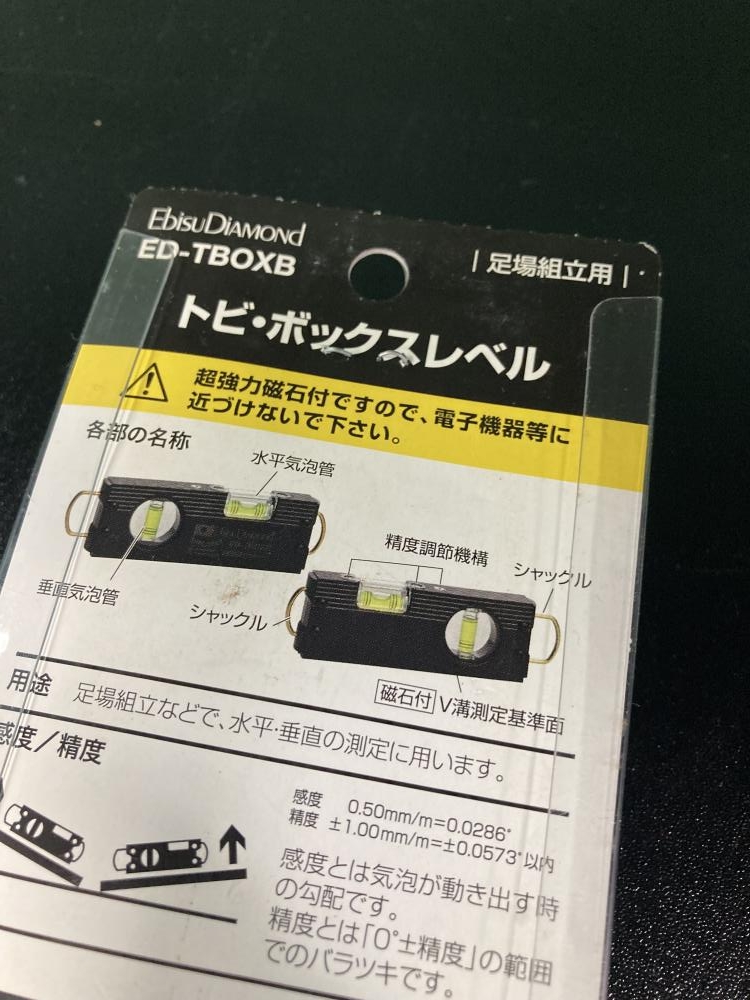 EbisuDIAMOND
ED-TBOXB
|足場組立用|
トビ・ボックスレベル
超強力磁石付ですので、電子機器等に
近づけないで下さい。
各部の名称
水平気泡管
垂直気泡管
精度調節機構
シャックル
シャックル
磁石付 V溝測定基準面
用途 足場組立などで、水平・垂直の測定に用います。
感度/精度
感度 0.50mm/m=0.0286°
精度 ±1.00mm/m=±0.0573°以内
感度とは気泡が動き出す時
の勾配です。
精度とは「0°±精度」の範囲
でのバラツキです。